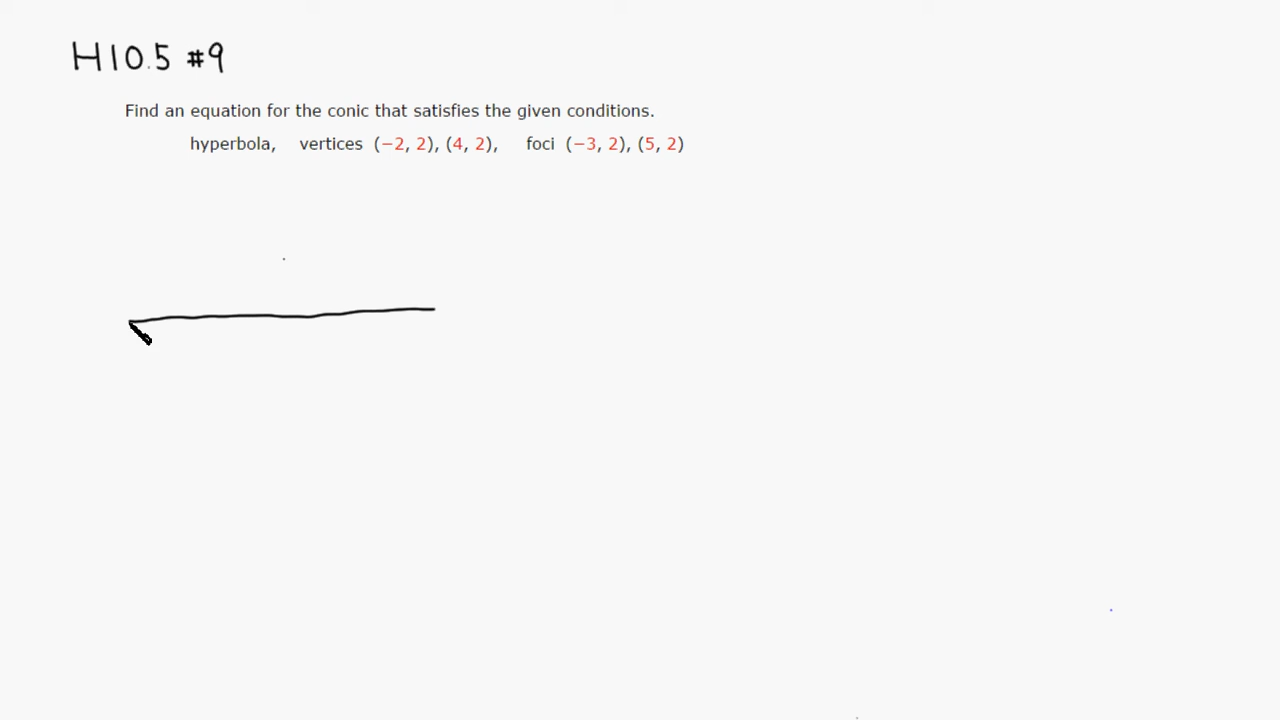 H10.5 #9
Find an equation for the conic that satisfies the given conditions.
hyperbola, vertices (−2, 2), (4, 2), foci (−3, 2), (5, 2)